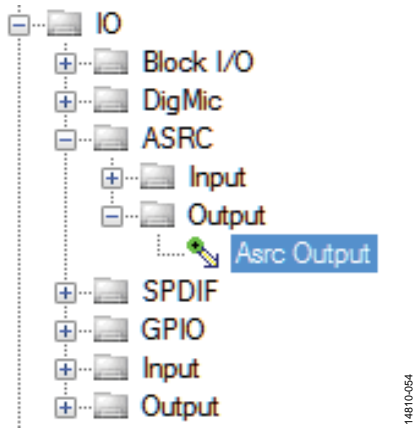 IO
Block I/O
DigMic
ASRC
Input
Output
Asrc Output
SPDIF
GPIO
Input
Output
14810-054